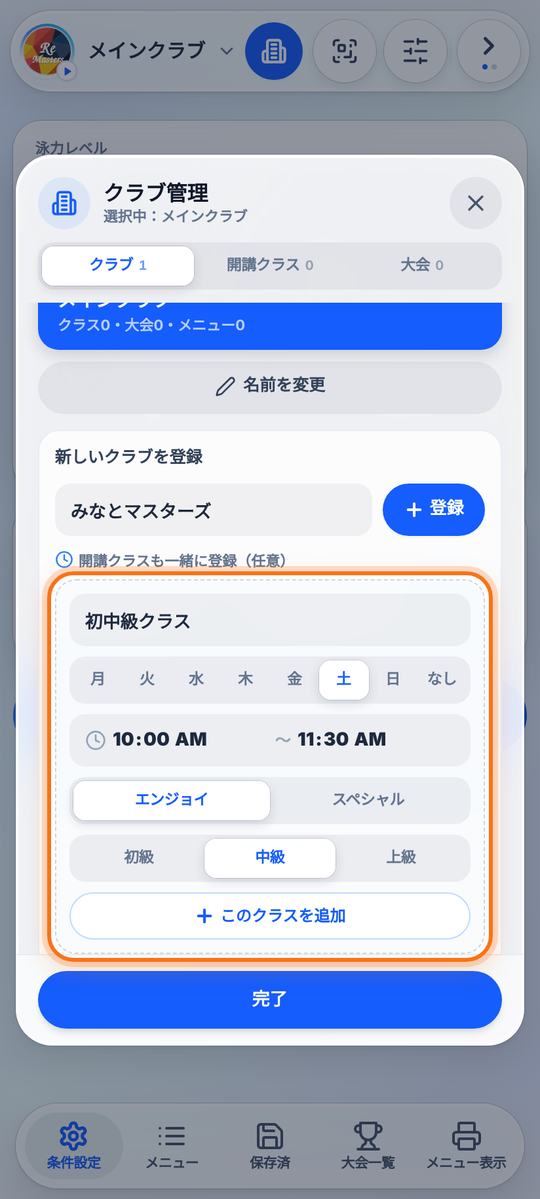 Re
Masters
メインクラブ
泳力レベル
クラブ管理
選択中：メインクラブ
クラブ 1
開講クラス 0
大会 0
メインクラブ
クラス0・大会0・メニュー0
名前を変更
新しいクラブを登録
みなとマスターズ
＋ 登録
開講クラスも一緒に登録（任意）
初中級クラス
月 火 水 木 金 土 日 なし
10:00 AM 〜 11:30 AM
エンジョイ スペシャル
初級 中級 上級
＋ このクラスを追加
完了
条件設定 メニュー 保存済 大会一覧 メニュー表示